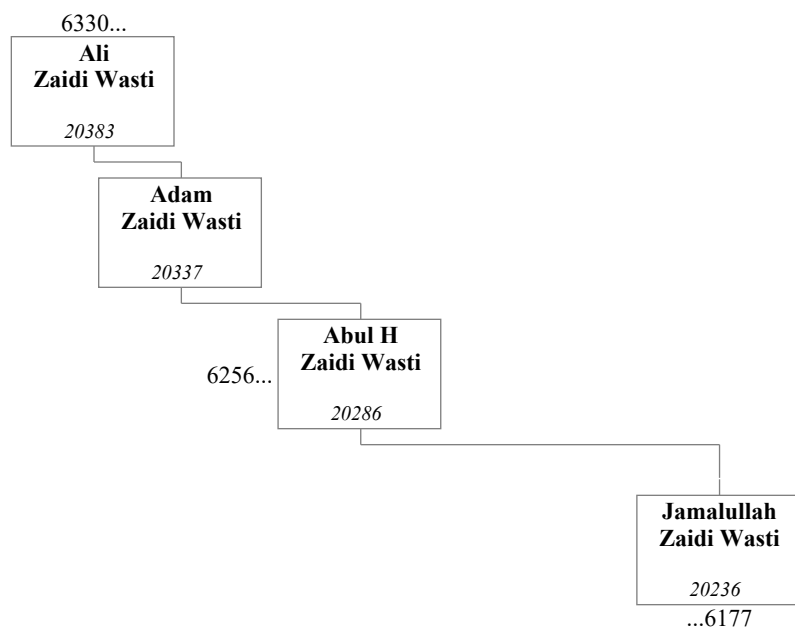 6330...
Ali
Zaidi Wasti
20383
Adam
Zaidi Wasti
20337
Abul H
Zaidi Wasti
6256...
20286
Jamalullah
Zaidi Wasti
20236
...6177